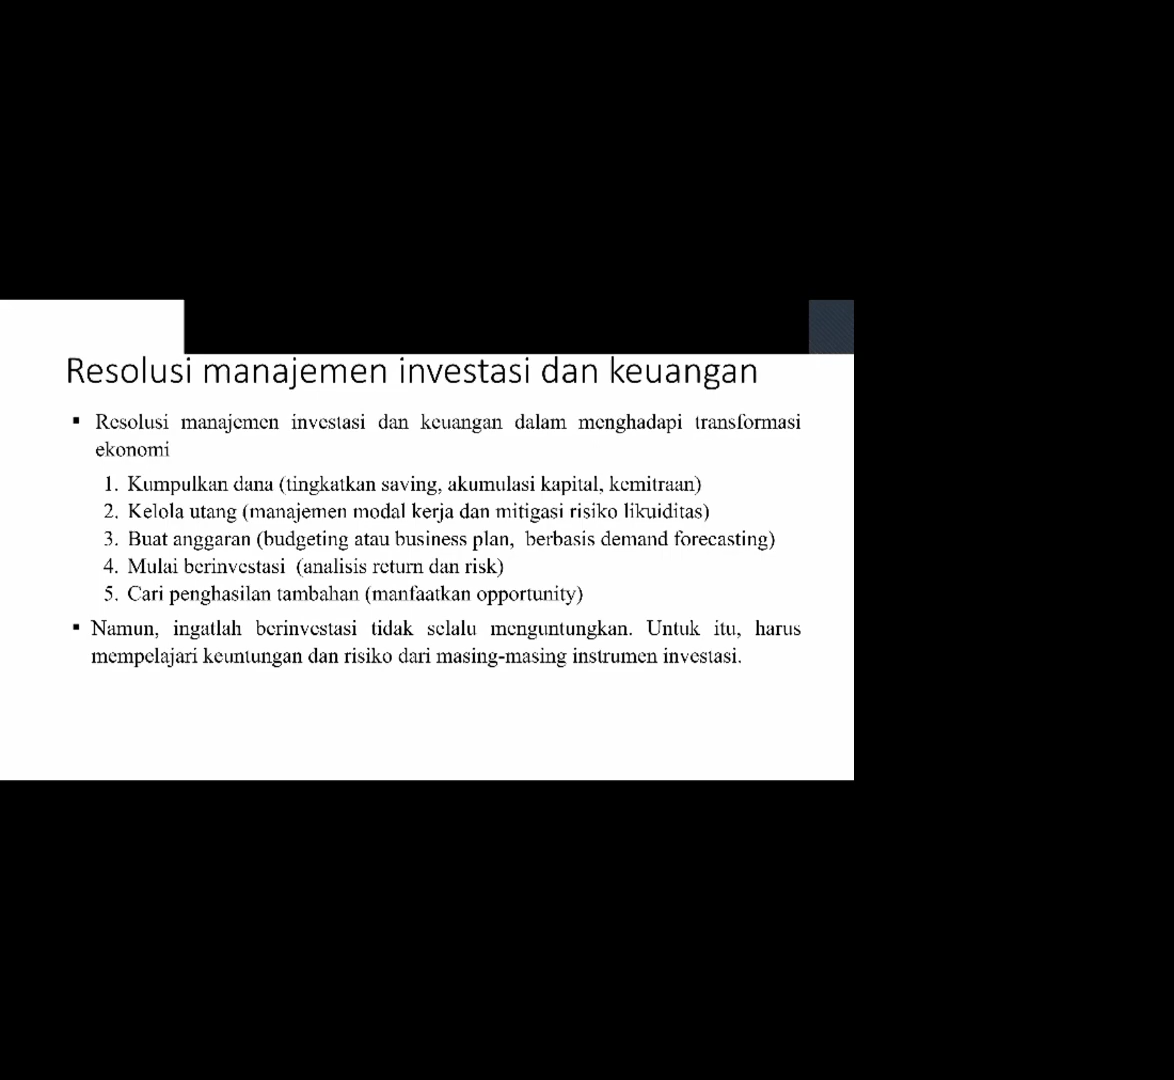 Resolusi manajemen investasi dan keuangan
▪ Resolusi manajemen investasi dan keuangan dalam menghadapi transformasi
ekonomi
1. Kumpulkan dana (tingkatkan saving, akumulasi kapital, kemitraan)
2. Kelola utang (manajemen modal kerja dan mitigasi risiko likuiditas)
3. Buat anggaran (budgeting atau business plan, berbasis demand forecasting)
4. Mulai berinvestasi (analisis return dan risk)
5. Cari penghasilan tambahan (manfaatkan opportunity)
▪ Namun, ingatlah berinvestasi tidak selalu menguntungkan. Untuk itu, harus
mempelajari keuntungan dan risiko dari masing-masing instrumen investasi.